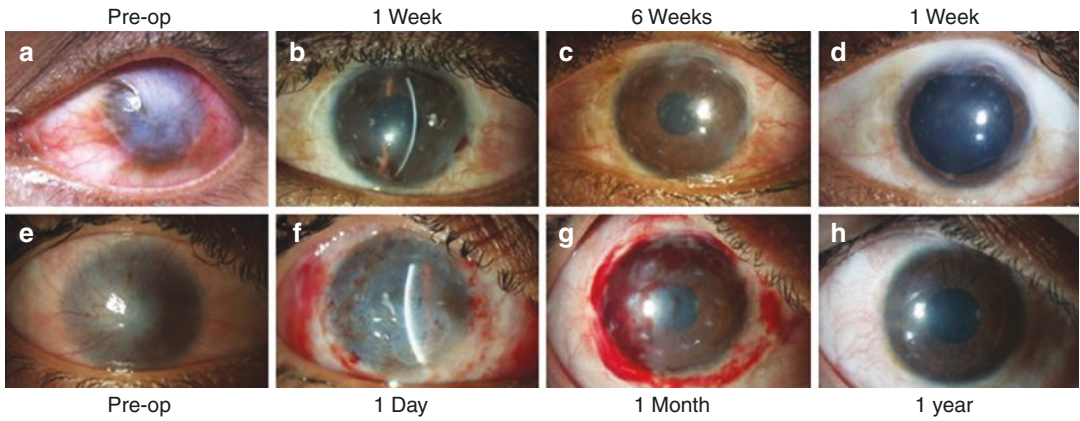 Pre-op 1 Week 6 Weeks 1 Week
a b c d
e f g h
Pre-op 1 Day 1 Month 1 year